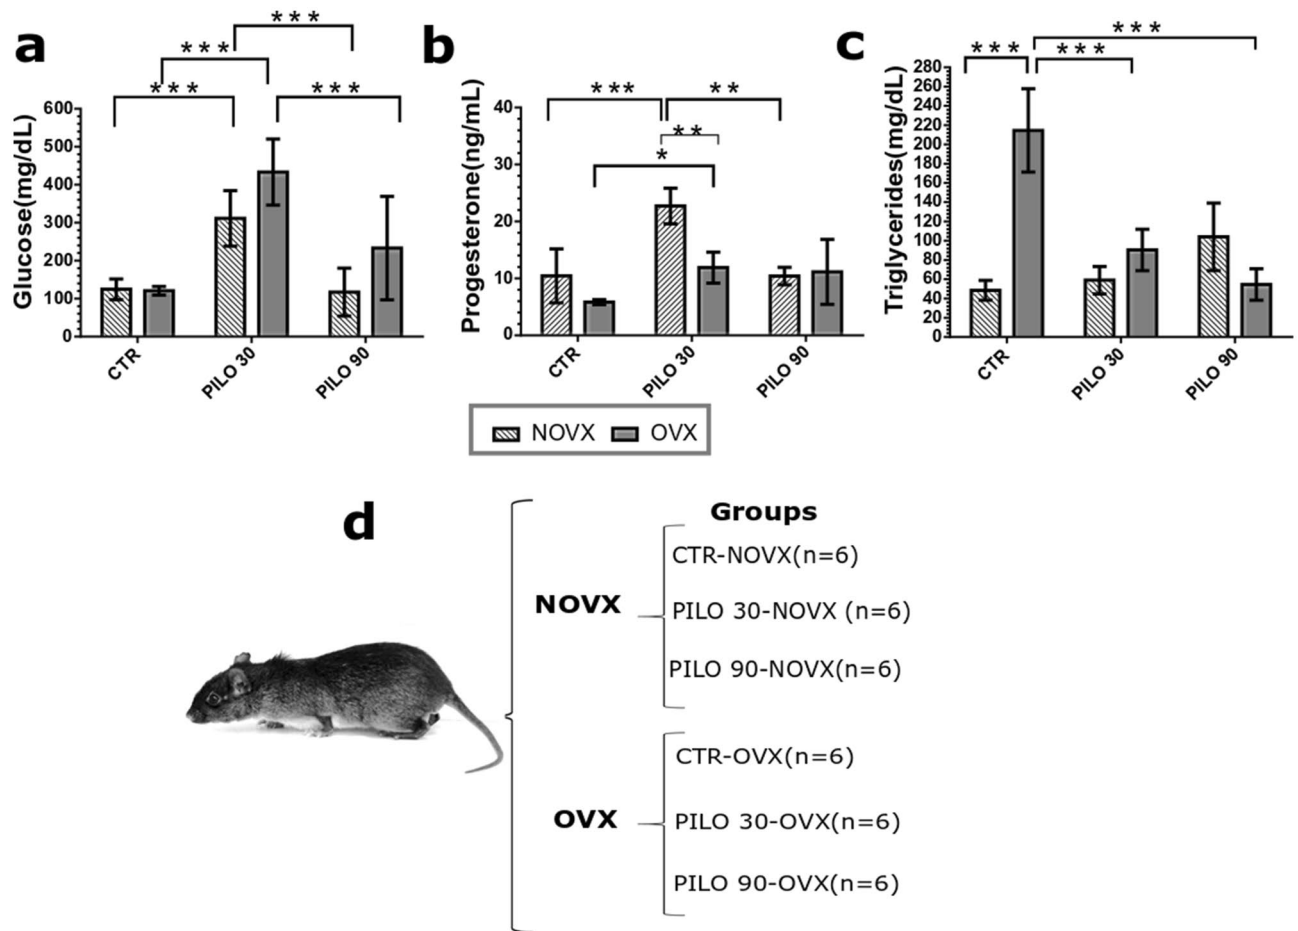 a
***
***
***
***
Glucose(mg/dL)
600
500
400
300
200
100
0
CTR
PILO 30
PILO 90
b
***
**
**
*
Progesterone(ng/mL)
40
30
20
10
0
CTR
PILO 30
PILO 90
c
***
***
***
Triglycerides(mg/dL)
280
260
240
220
200
180
160
140
120
100
80
60
40
20
0
CTR
PILO 30
PILO 90
NOVX OVX
d
Groups
NOVX
CTR-NOVX(n=6)
PILO 30-NOVX (n=6)
PILO 90-NOVX(n=6)
OVX
CTR-OVX(n=6)
PILO 30-OVX(n=6)
PILO 90-OVX(n=6)